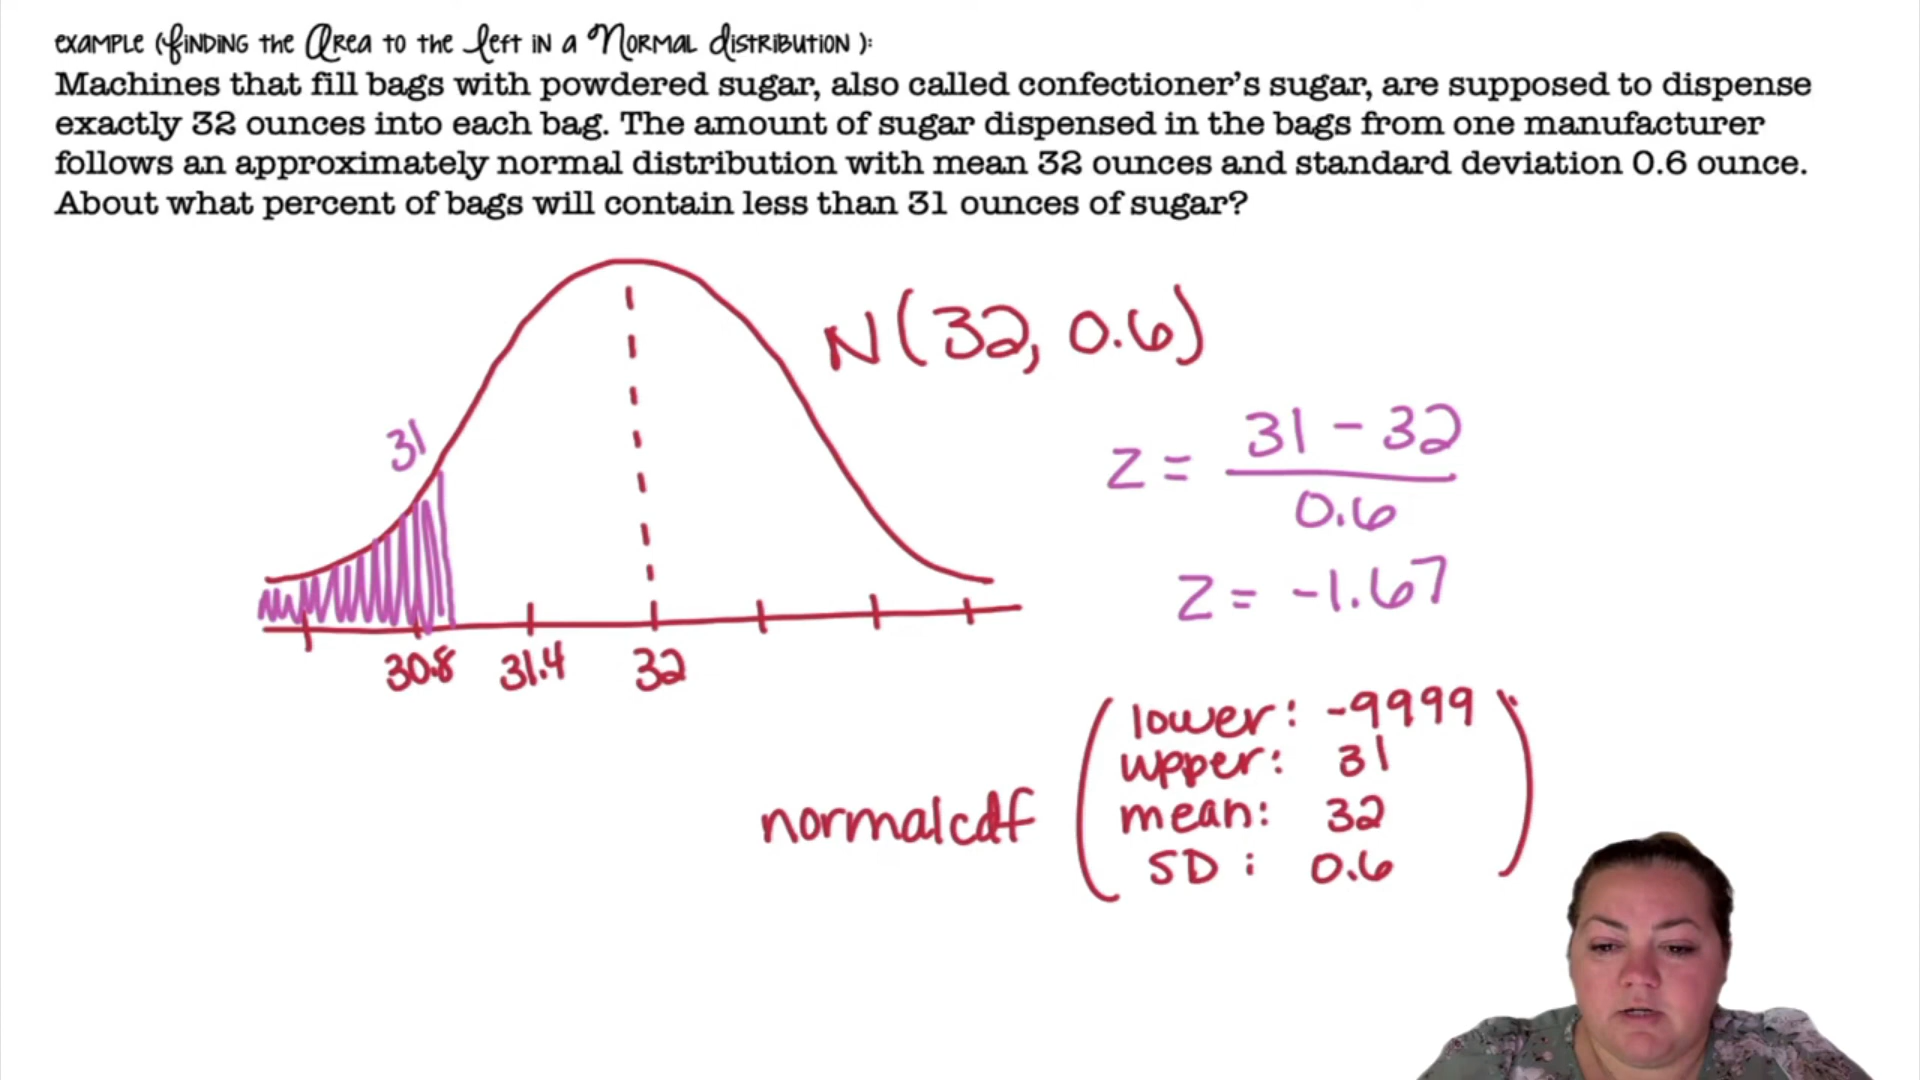 Example (Finding the Area to the Left in a Normal Distribution):
Machines that fill bags with powdered sugar, also called confectioner's sugar, are supposed to dispense
exactly 32 ounces into each bag. The amount of sugar dispensed in the bags from one manufacturer
follows an approximately normal distribution with mean 32 ounces and standard deviation 0.6 ounce.
About what percent of bags will contain less than 31 ounces of sugar?
N(32, 0.6)
31
z = 31 - 32
0.6
z = -1.67
30.8 31.4 32
lower: -9999
upper: 31
normalcdf
mean: 32
SD: 0.6